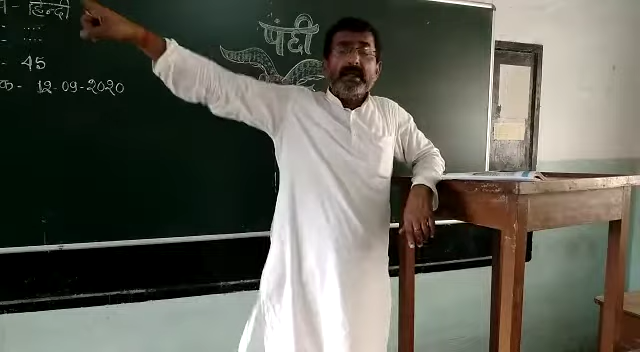 - हिन्दी
- ....
- 45
क- 12-09-2020
पंछी